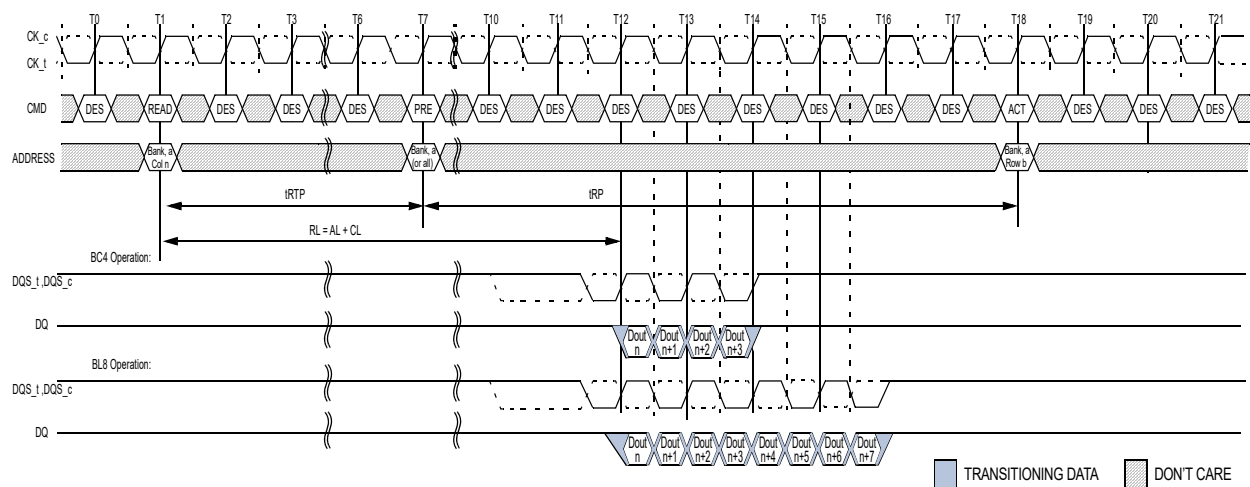 T0 T1 T2 T3 T6 T7 T10 T11 T12 T13 T14 T15 T16 T17 T18 T19 T20 T21
CK_c
CK_t
CMD DES READ DES DES DES PRE DES DES DES DES DES DES DES DES ACT DES DES DES
ADDRESS
Bank, a
Col n
Bank, a
(or all)
Bank, a
Row b
tRTP tRP
RL = AL + CL
BC4 Operation:
DQS_t ,DQS_c
DQ
Dout
n
Dout
n+1
Dout
n+2
Dout
n+3
BL8 Operation:
DQS_t ,DQS_c
DQ
Dout
n
Dout
n+1
Dout
n+2
Dout
n+3
Dout
n+4
Dout
n+5
Dout
n+6
Dout
n+7
TRANSITIONING DATA DON'T CARE